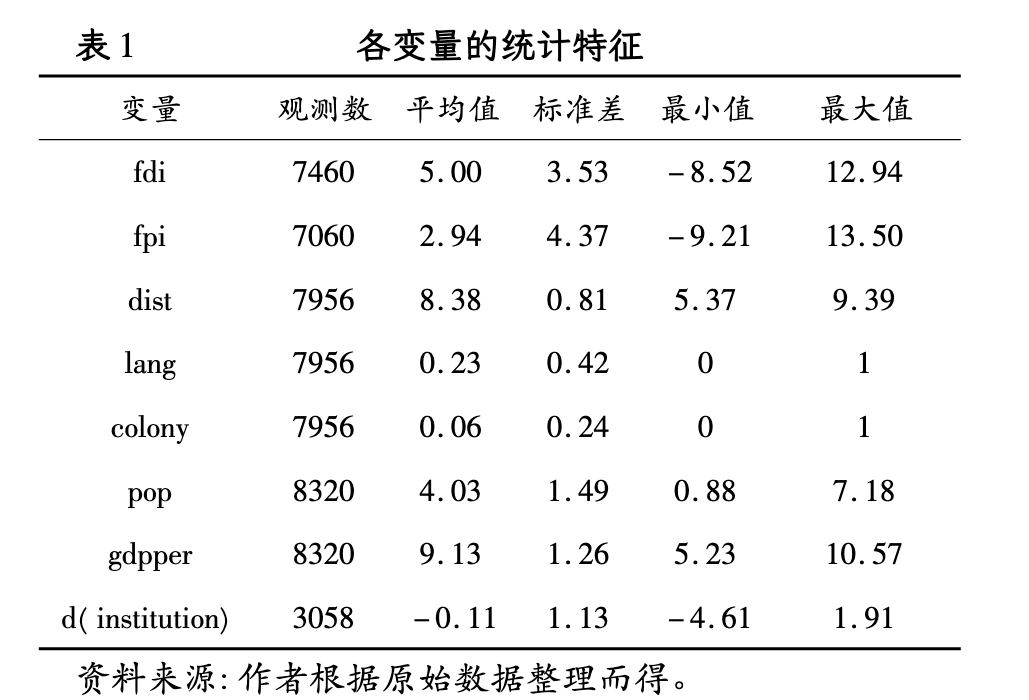 表1 各变量的统计特征
变量 观测数 平均值 标准差 最小值 最大值
fdi 7460 5.00 3.53 -8.52 12.94
fpi 7060 2.94 4.37 -9.21 13.50
dist 7956 8.38 0.81 5.37 9.39
lang 7956 0.23 0.42 0 1
colony 7956 0.06 0.24 0 1
pop 8320 4.03 1.49 0.88 7.18
gdpper 8320 9.13 1.26 5.23 10.57
d( institution) 3058 -0.11 1.13 -4.61 1.91
资料来源:作者根据原始数据整理而得。